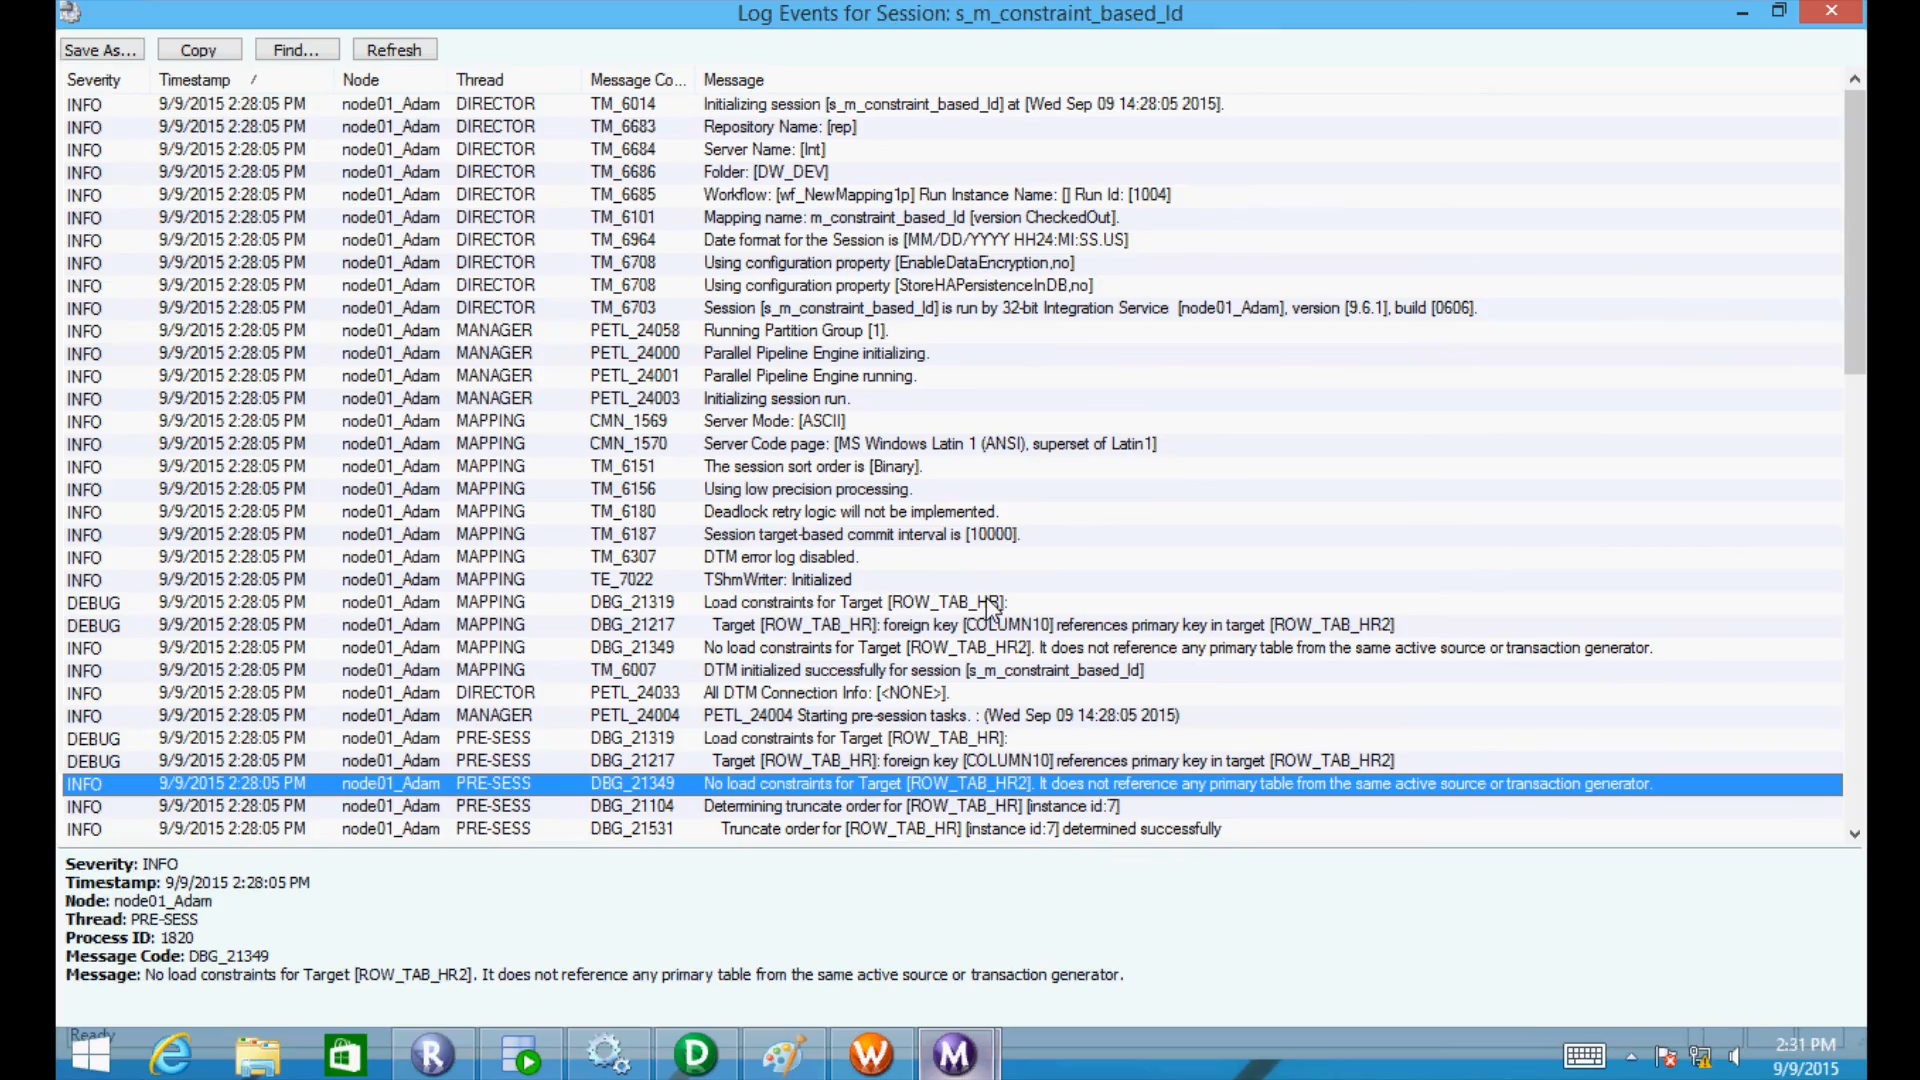 Log Events for Session: s_m_constraint_based_ld
Save As... Copy Find... Refresh
Severity Timestamp / Node Thread Message Co... Message
INFO 9/9/2015 2:28:05 PM node01_Adam DIRECTOR TM_6014 Initializing session [s_m_constraint_based_ld] at [Wed Sep 09 14:28:05 2015].
INFO 9/9/2015 2:28:05 PM node01_Adam DIRECTOR TM_6683 Repository Name: [rep]
INFO 9/9/2015 2:28:05 PM node01_Adam DIRECTOR TM_6684 Server Name: [Int]
INFO 9/9/2015 2:28:05 PM node01_Adam DIRECTOR TM_6686 Folder: [DW_DEV]
INFO 9/9/2015 2:28:05 PM node01_Adam DIRECTOR TM_6685 Workflow: [wf_NewMapping1p] Run Instance Name: [] Run Id: [1004]
INFO 9/9/2015 2:28:05 PM node01_Adam DIRECTOR TM_6101 Mapping name: m_constraint_based_ld [version CheckedOut].
INFO 9/9/2015 2:28:05 PM node01_Adam DIRECTOR TM_6964 Date format for the Session is [MM/DD/YYYY HH24:MI:SS.US]
INFO 9/9/2015 2:28:05 PM node01_Adam DIRECTOR TM_6708 Using configuration property [EnableDataEncryption,no]
INFO 9/9/2015 2:28:05 PM node01_Adam DIRECTOR TM_6708 Using configuration property [StoreHAPersistenceInDB,no]
INFO 9/9/2015 2:28:05 PM node01_Adam DIRECTOR TM_6703 Session [s_m_constraint_based_ld] is run by 32-bit Integration Service [node01_Adam], version [9.6.1], build [0606].
INFO 9/9/2015 2:28:05 PM node01_Adam MANAGER PETL_24058 Running Partition Group [1].
INFO 9/9/2015 2:28:05 PM node01_Adam MANAGER PETL_24000 Parallel Pipeline Engine initializing.
INFO 9/9/2015 2:28:05 PM node01_Adam MANAGER PETL_24001 Parallel Pipeline Engine running.
INFO 9/9/2015 2:28:05 PM node01_Adam MANAGER PETL_24003 Initializing session run.
INFO 9/9/2015 2:28:05 PM node01_Adam MAPPING CMN_1569 Server Mode: [ASCII]
INFO 9/9/2015 2:28:05 PM node01_Adam MAPPING CMN_1570 Server Code page: [MS Windows Latin 1 (ANSI), superset of Latin1]
INFO 9/9/2015 2:28:05 PM node01_Adam MAPPING TM_6151 The session sort order is [Binary].
INFO 9/9/2015 2:28:05 PM node01_Adam MAPPING TM_6156 Using low precision processing.
INFO 9/9/2015 2:28:05 PM node01_Adam MAPPING TM_6180 Deadlock retry logic will not be implemented.
INFO 9/9/2015 2:28:05 PM node01_Adam MAPPING TM_6187 Session target-based commit interval is [10000].
INFO 9/9/2015 2:28:05 PM node01_Adam MAPPING TM_6307 DTM error log disabled.
INFO 9/9/2015 2:28:05 PM node01_Adam MAPPING TE_7022 TShmWriter: Initialized
DEBUG 9/9/2015 2:28:05 PM node01_Adam MAPPING DBG_21319 Load constraints for Target [ROW_TAB_HR]:
DEBUG 9/9/2015 2:28:05 PM node01_Adam MAPPING DBG_21217 Target [ROW_TAB_HR]: foreign key [COLUMN10] references primary key in target [ROW_TAB_HR2]
INFO 9/9/2015 2:28:05 PM node01_Adam MAPPING DBG_21349 No load constraints for Target [ROW_TAB_HR2]. It does not reference any primary table from the same active source or transaction generator.
INFO 9/9/2015 2:28:05 PM node01_Adam MAPPING TM_6007 DTM initialized successfully for session [s_m_constraint_based_ld]
INFO 9/9/2015 2:28:05 PM node01_Adam DIRECTOR PETL_24033 All DTM Connection Info: [<NONE>].
INFO 9/9/2015 2:28:05 PM node01_Adam MANAGER PETL_24004 PETL_24004 Starting pre-session tasks. : (Wed Sep 09 14:28:05 2015)
DEBUG 9/9/2015 2:28:05 PM node01_Adam PRE-SESS DBG_21319 Load constraints for Target [ROW_TAB_HR]:
DEBUG 9/9/2015 2:28:05 PM node01_Adam PRE-SESS DBG_21217 Target [ROW_TAB_HR]: foreign key [COLUMN10] references primary key in target [ROW_TAB_HR2]
INFO 9/9/2015 2:28:05 PM node01_Adam PRE-SESS DBG_21349 No load constraints for Target [ROW_TAB_HR2]. It does not reference any primary table from the same active source or transaction generator.
INFO 9/9/2015 2:28:05 PM node01_Adam PRE-SESS DBG_21104 Determining truncate order for [ROW_TAB_HR] [instance id:7]
INFO 9/9/2015 2:28:05 PM node01_Adam PRE-SESS DBG_21531 Truncate order for [ROW_TAB_HR] [instance id:7] determined successfully
Severity: INFO
Timestamp: 9/9/2015 2:28:05 PM
Node: node01_Adam
Thread: PRE-SESS
Process ID: 1820
Message Code: DBG_21349
Message: No load constraints for Target [ROW_TAB_HR2]. It does not reference any primary table from the same active source or transaction generator.
Ready
R D W M
2:31 PM
9/9/2015